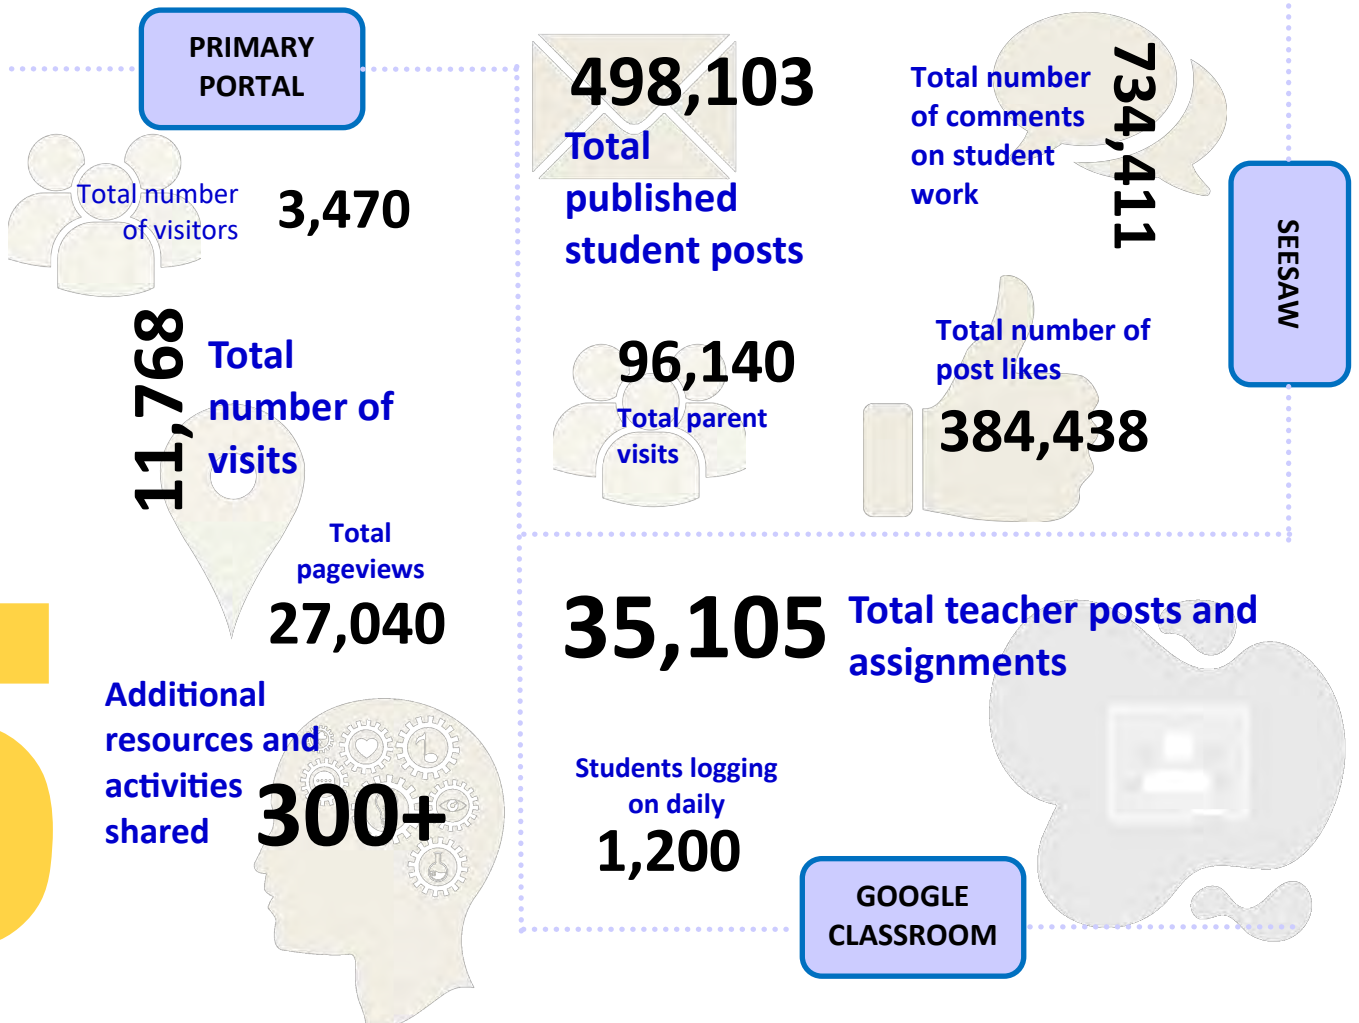 PRIMARY
PORTAL
Total number
of visitors
3,470
11,768
Total
number of
visits
Total
pageviews
27,040
Additional
resources and
activities
shared
300+
498,103
Total
published
student posts
Total number
of comments
on student
work
734,411
SEESAW
96,140
Total parent
visits
Total number of
post likes
384,438
35,105
Total teacher posts and
assignments
Students logging
on daily
1,200
GOOGLE
CLASSROOM